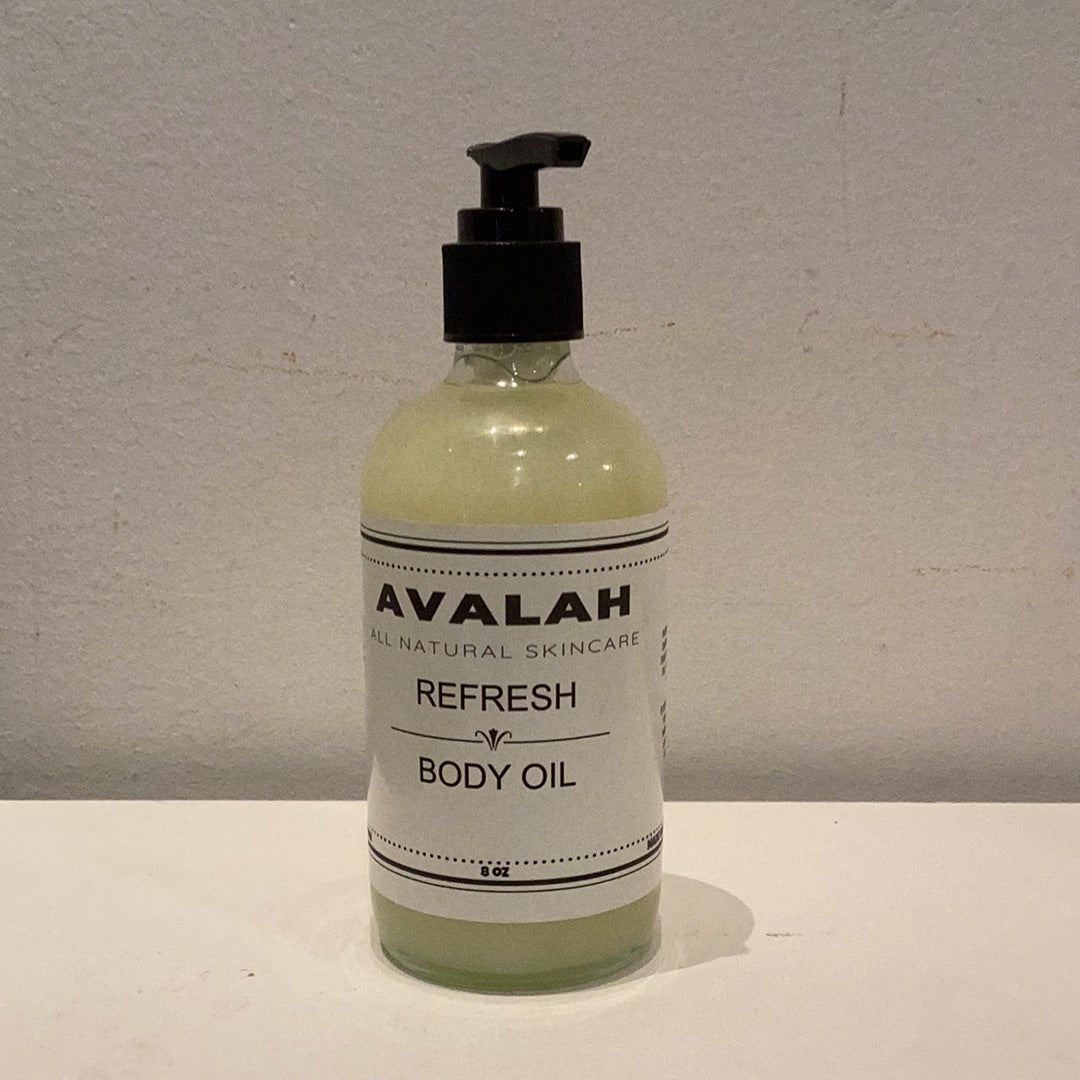 AVALAH
ALL NATURAL SKINCARE
REFRESH
BODY OIL
8 OZ